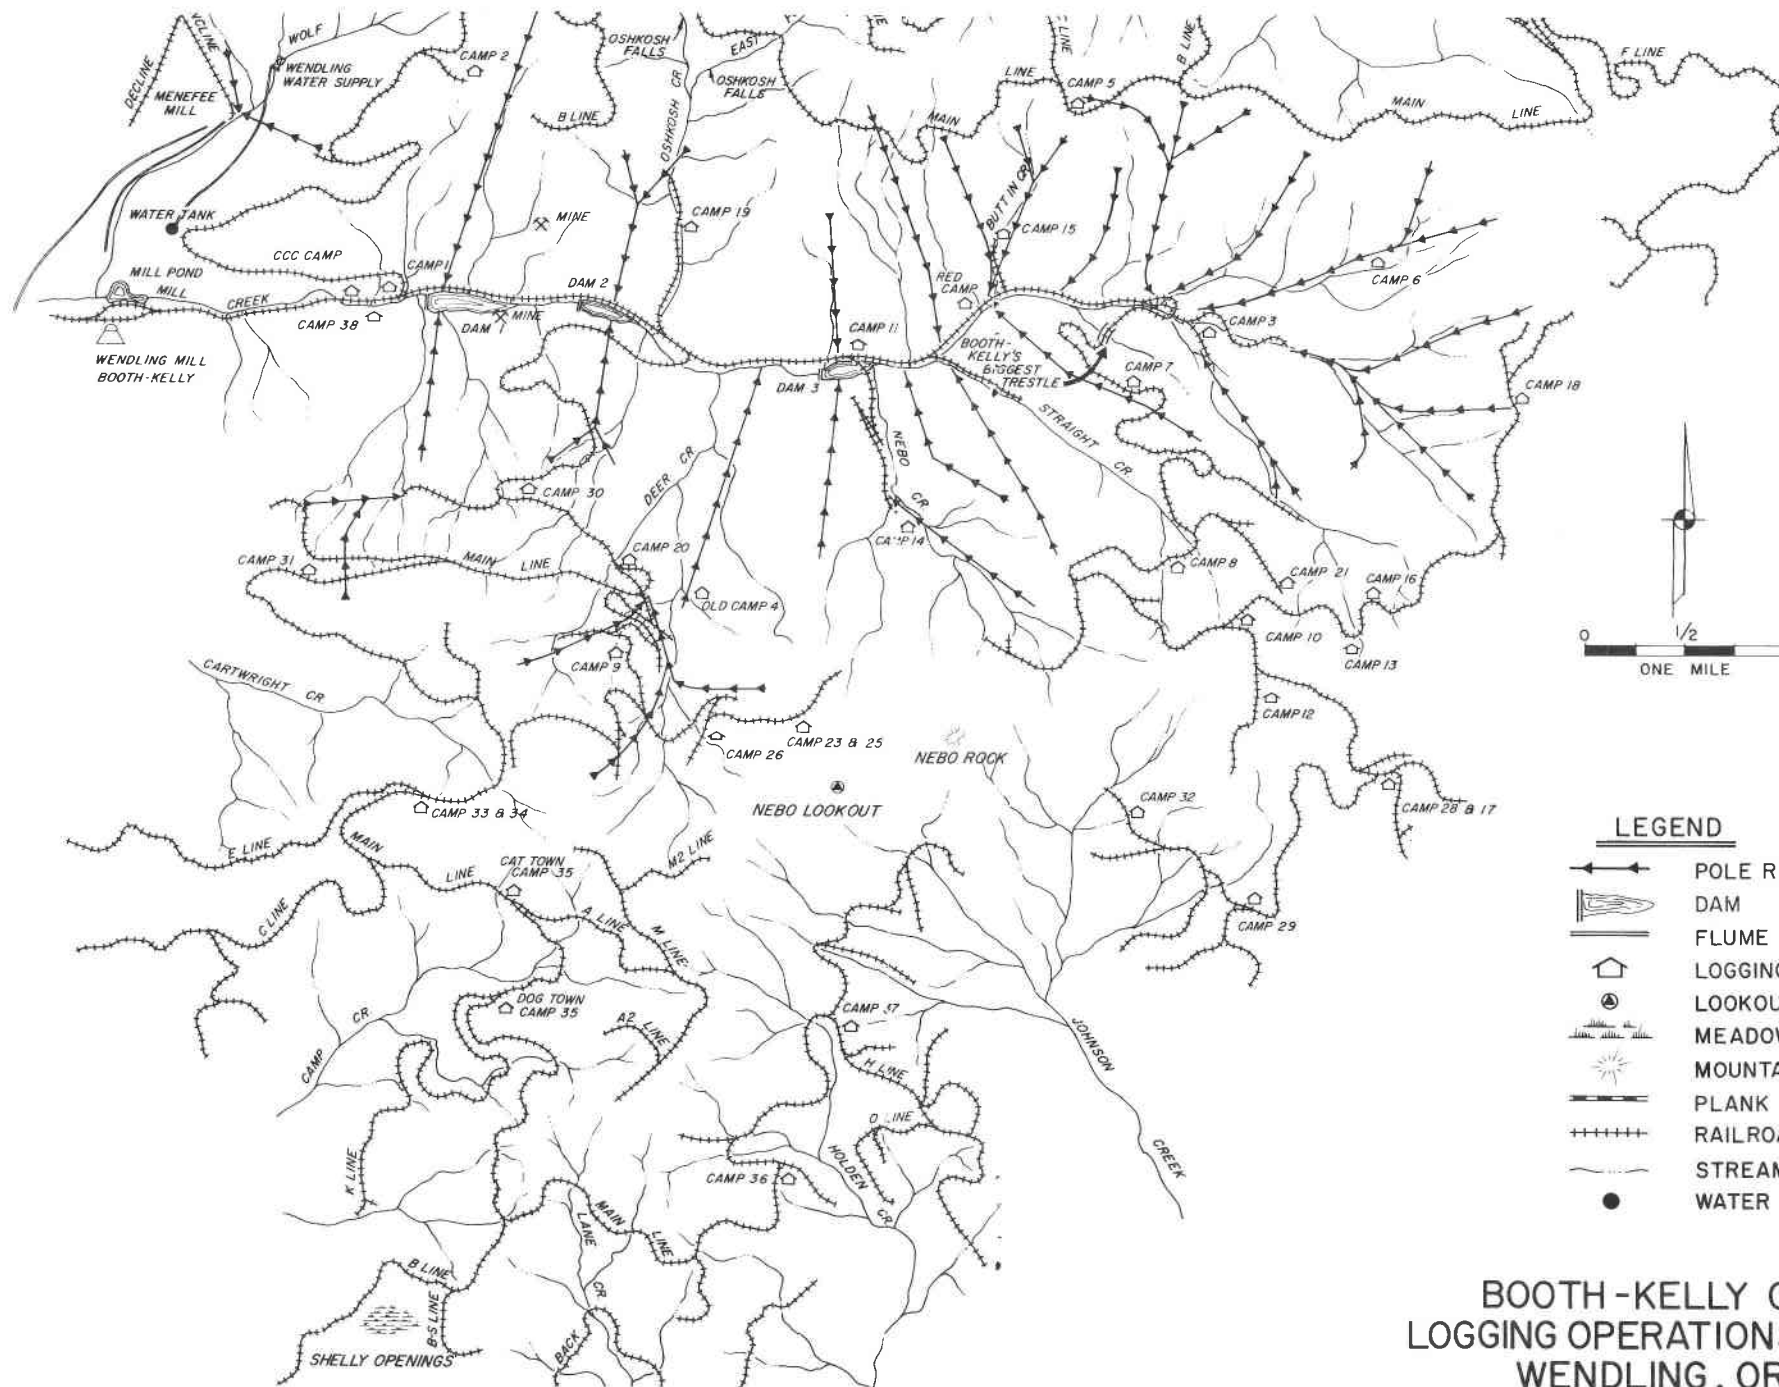 DECLINE
NCLINE
WOLF
CAMP 2
WENDLING
WATER SUPPLY
MENEFEE
MILL
OSHKOSH
FALLS
EAST
OSHKOSH
FALLS
OSHKOSH CR
B LINE
LINE
CAMP 5
B LINE
F LINE
MAIN
MAIN
LINE
WATER TANK
MINE
CAMP 19
BUTT IN CR
CAMP 15
CCC CAMP
MILL POND
MILL
CREEK
CAMP 1
CAMP 38
DAM
MINE
DAM 2
RED
CAMP
CAMP 6
CAMP 3
WENDLING MILL
BOOTH-KELLY
CAMP 11
DAM 3
BOOTH-
KELLY'S
BIGGEST
TRESTLE
CAMP 7
CAMP 18
STRAIGHT
CR
NEBO
CR
DEER CR
CAMP 30
CAMP 14
CAMP 31
MAIN
LINE
CAMP 20
CAMP 8
CAMP 21
CAMP 16
OLD CAMP 4
CAMP 10
CAMP 13
CAMP 9
CARTWRIGHT CR
CAMP 12
0
1/2
ONE MILE
CAMP 26
CAMP 23 & 25
NEBO ROCK
NEBO LOOKOUT
CAMP 32
CAMP 28 & 17
CAMP 33 & 34
E LINE
MAIN
LINE
CAT TOWN
CAMP 35
M2 LINE
A LINE
M LINE
CAMP 29
DOG TOWN
CAMP 35
A2 LINE
CAMP CR
CAMP 37
H LINE
JOHNSON
CREEK
K LINE
CAMP 36
HOLDEN
CR
MAIN
LINE
LANE
CR
B LINE
B-S LINE
BACK
SHELLY OPENINGS
LEGEND
POLE R
DAM
FLUME
LOGGING
LOOKOU
MEADOW
MOUNTA
PLANK
RAILROA
STREAM
WATER
BOOTH-KELLY
LOGGING OPERATION
WENDLING, OR